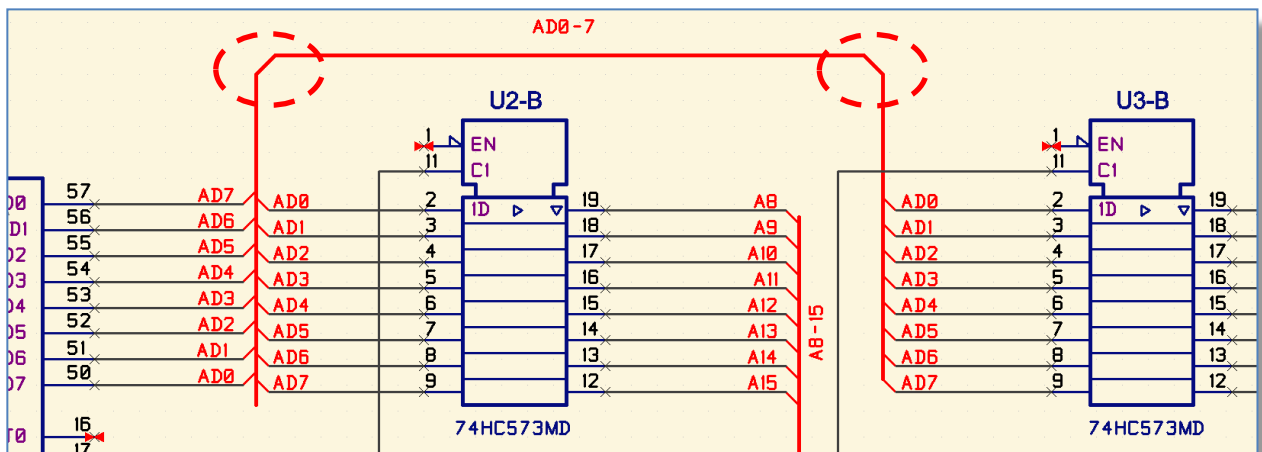 AD0-7
U2-B
U3-B
1 EN
11 C1
1 EN
11 C1
D0 57 AD7 AD0 2 1D 19 A8 AD0 2 1D 19
D1 56 AD6 AD1 3 18 A9 AD1 3 18
D2 55 AD5 AD2 4 17 A10 AD2 4 17
D3 54 AD4 AD3 5 16 A11 AD3 5 16
D4 53 AD3 AD4 6 15 A12 AD4 6 15
D5 52 AD2 AD5 7 14 A13 AD5 7 14
D6 51 AD1 AD6 8 13 A14 AD6 8 13
D7 50 AD0 AD7 9 12 A15 AD7 9 12
A8-15
T0 16
17
74HC573MD
74HC573MD